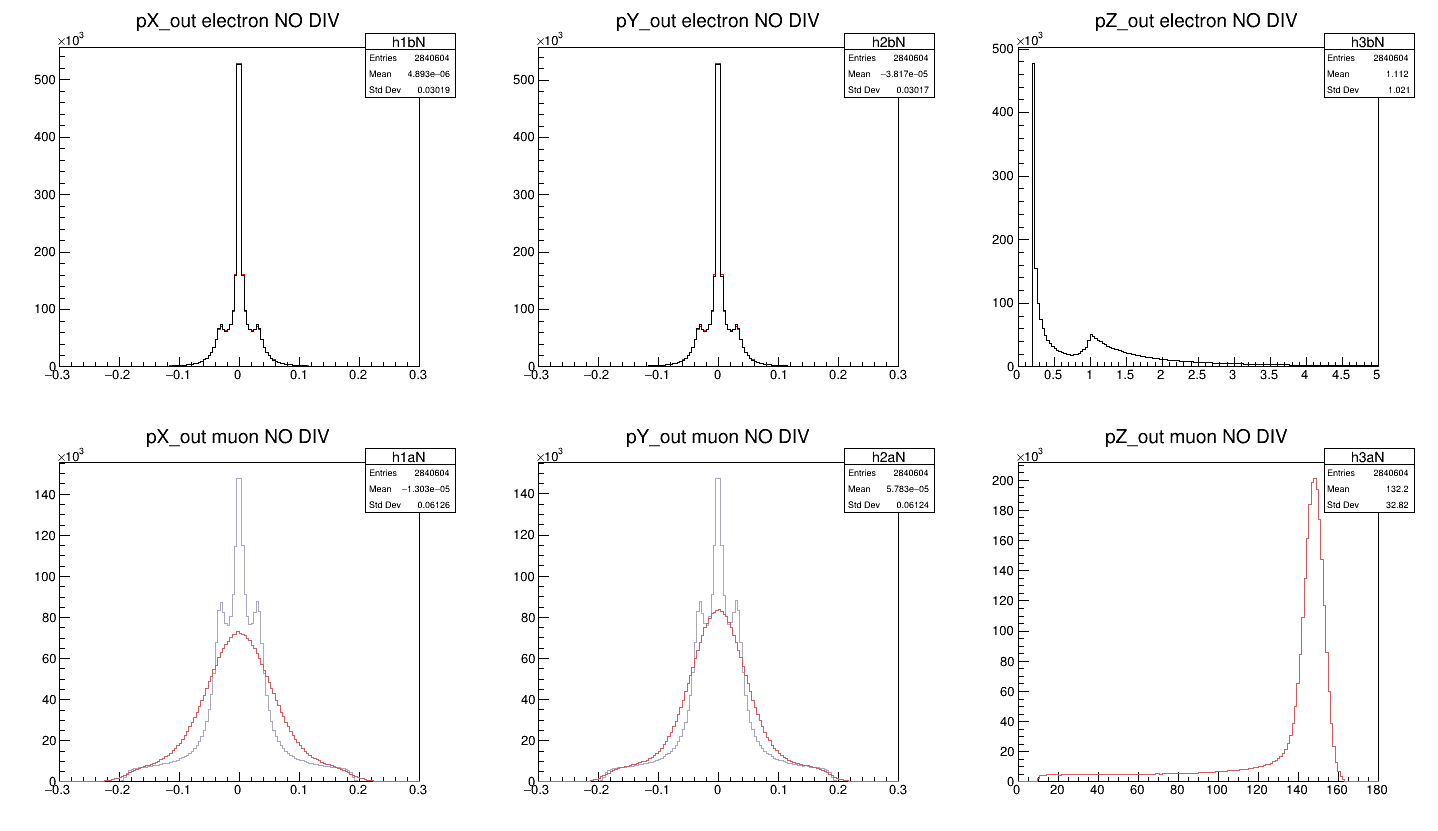 pX_out electron NO DIV
×10³
h1bN
Entries 2840604
Mean 4.893e−06
Std Dev 0.03019
500
400
300
200
100
0
−0.3 −0.2 −0.1 0 0.1 0.2 0.3
pY_out electron NO DIV
×10³
h2bN
Entries 2840604
Mean −3.817e−05
Std Dev 0.03017
500
400
300
200
100
0
−0.3 −0.2 −0.1 0 0.1 0.2 0.3
pZ_out electron NO DIV
×10³
h3bN
Entries 2840604
Mean 1.112
Std Dev 1.021
500
400
300
200
100
0
0 0.5 1 1.5 2 2.5 3 3.5 4 4.5 5
pX_out muon NO DIV
×10³
h1aN
Entries 2840604
Mean −1.303e−05
Std Dev 0.06126
140
120
100
80
60
40
20
0
−0.3 −0.2 −0.1 0 0.1 0.2 0.3
pY_out muon NO DIV
×10³
h2aN
Entries 2840604
Mean 5.783e−05
Std Dev 0.06124
140
120
100
80
60
40
20
0
−0.3 −0.2 −0.1 0 0.1 0.2 0.3
pZ_out muon NO DIV
×10³
h3aN
Entries 2840604
Mean 132.2
Std Dev 32.82
200
180
160
140
120
100
80
60
40
20
0
0 20 40 60 80 100 120 140 160 180